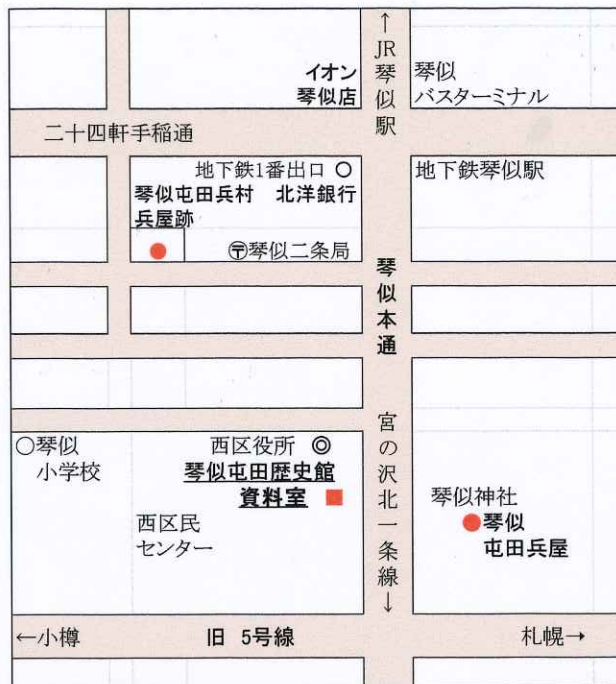 ↑JR琴似駅
イオン
琴似店
琴似
バスターミナル
二十四軒手稲通
地下鉄1番出口
地下鉄琴似駅
琴似屯田兵村 北洋銀行
兵屋跡
〒琴似二条局
琴似本通
宮の沢北一条線↓
○琴似
小学校
西区役所 ◎
琴似屯田歴史館
資料室
西区民
センター
琴似神社
琴似
屯田兵屋
←小樽
旧 5号線
札幌→